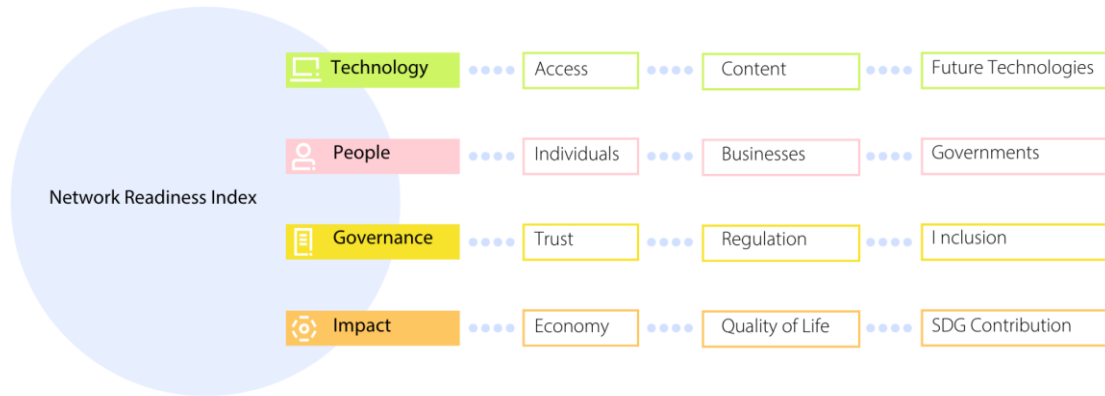 Network Readiness Index
Technology
Access
Content
Future Technologies
People
Individuals
Businesses
Governments
Governance
Trust
Regulation
I nclusion
Impact
Economy
Quality of Life
SDG Contribution